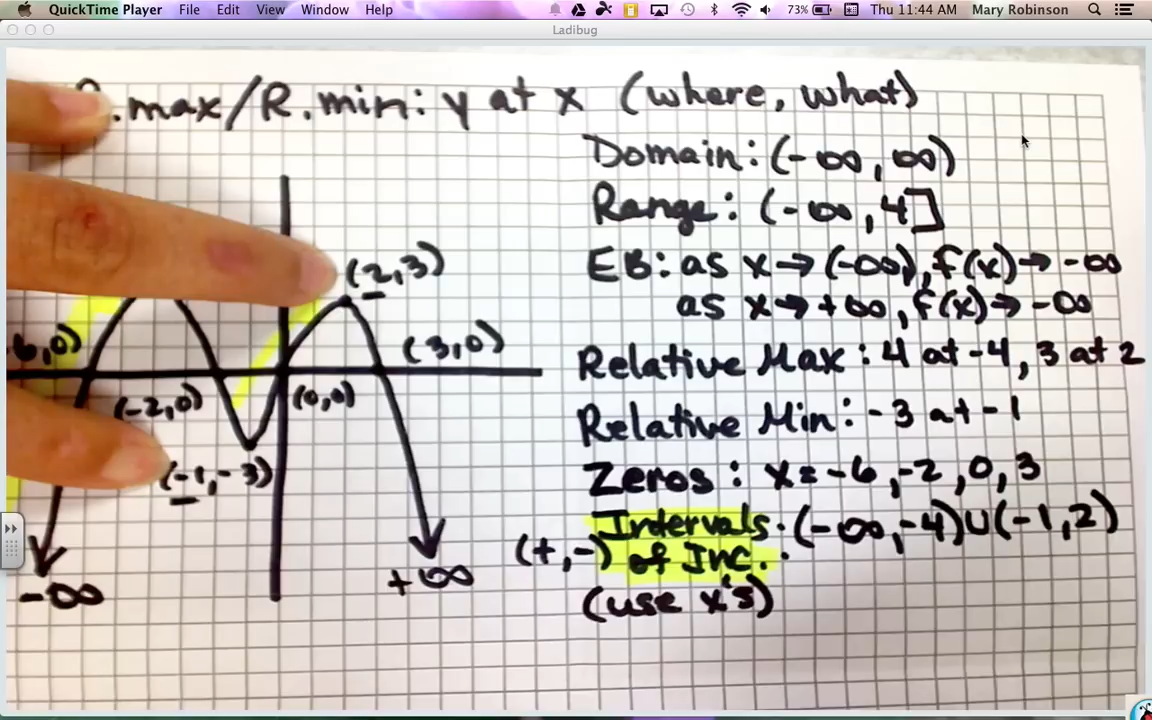 QuickTime Player File Edit View Window Help 73% Thu 11:44 AM Mary Robinson
Ladibug
.max/R.min: y at x (where, what)
Domain: (-∞, ∞)
Range: (-∞, 4]
EB: as x→(-∞), f(x)→ -∞
as x→ +∞, f(x)→ -∞
Relative Max: 4 at -4, 3 at 2
Relative Min: -3 at -1
Zeros: x= -6, -2, 0, 3
Intervals (-∞,-4)∪(-1,2)
(+,-) of Inc. :
(use x's)
(2,3)
6,0)
(3,0)
(-2,0)
(0,0)
(-1,-3)
-∞
+∞